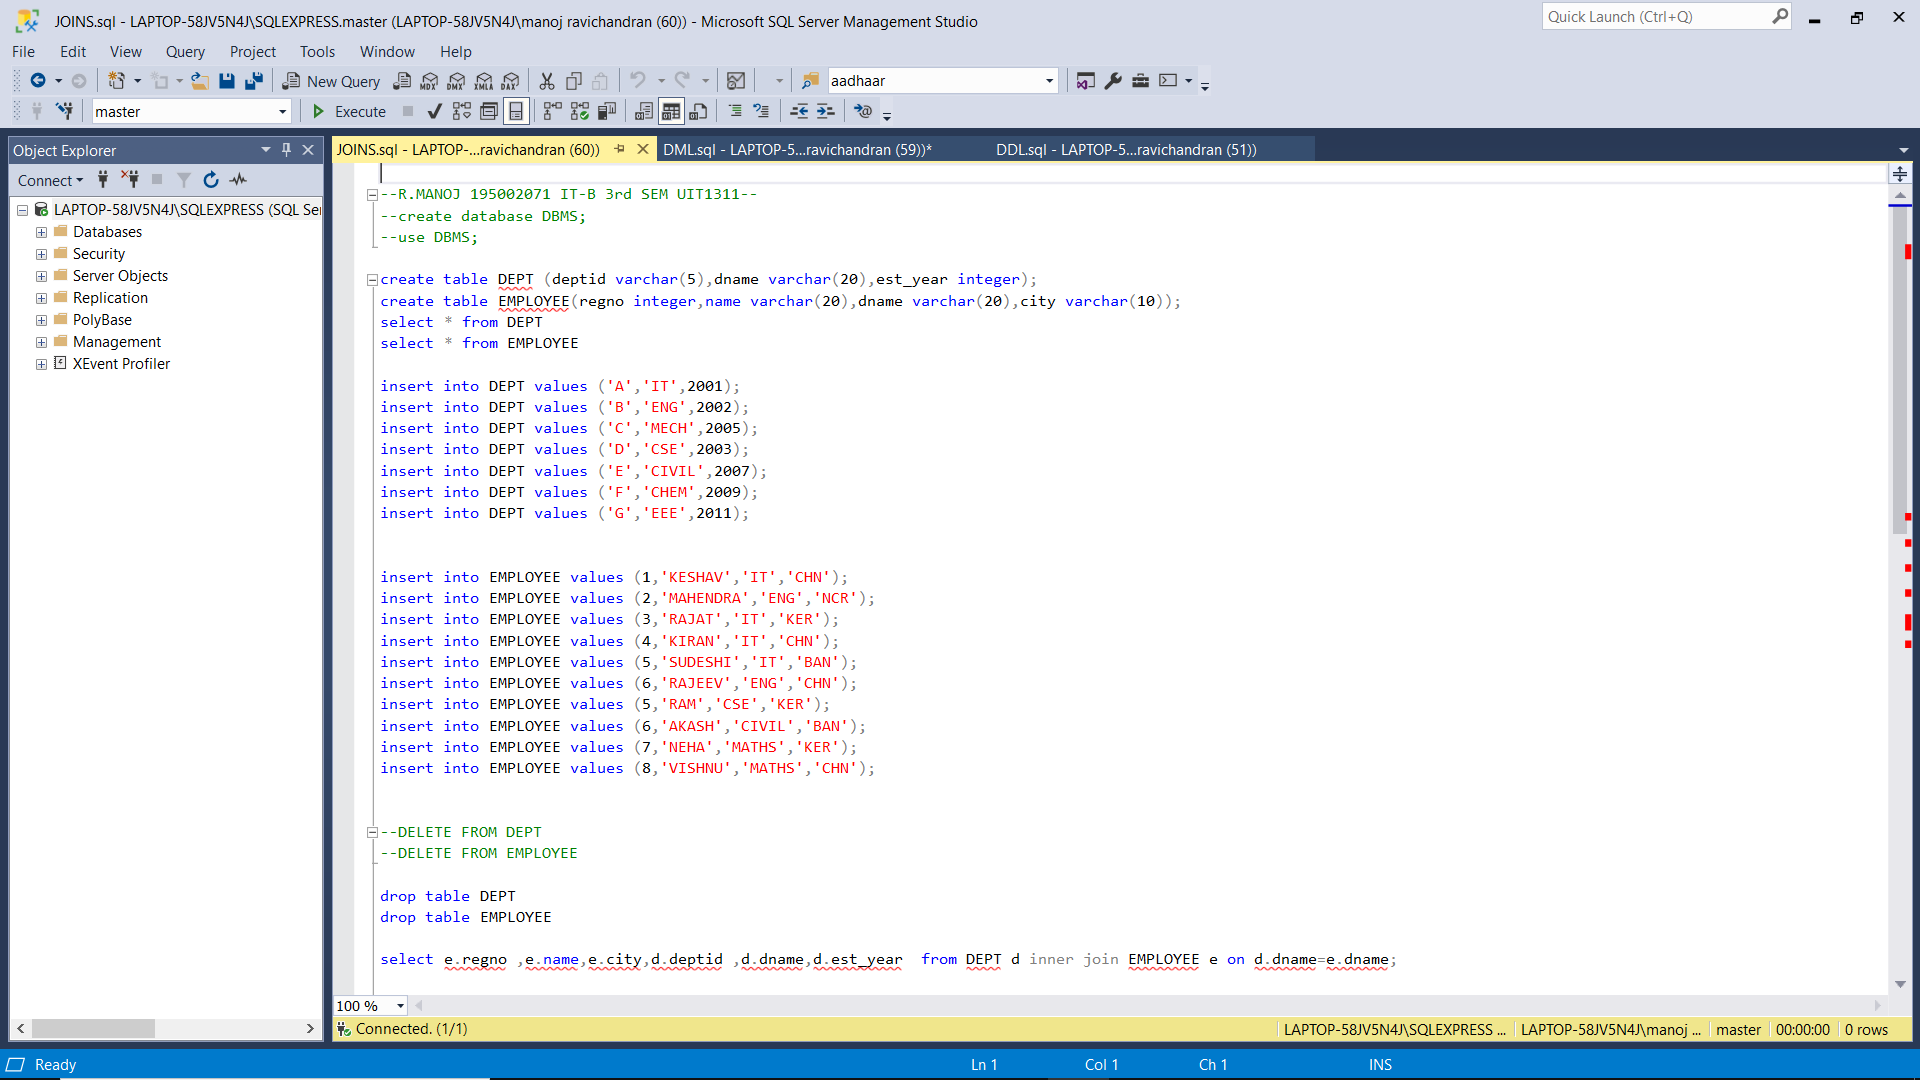 JOINS.sql - LAPTOP-58JV5N4J\SQLEXPRESS.master (LAPTOP-58JV5N4J\manoj ravichandran (60)) - Microsoft SQL Server Management Studio
Quick Launch (Ctrl+Q)
File Edit View Query Project Tools Window Help
New Query
MDX DMX XMLA DAX
aadhaar
master
Execute
Object Explorer
JOINS.sql - LAPTOP-...ravichandran (60))
DML.sql - LAPTOP-5...ravichandran (59))*
DDL.sql - LAPTOP-5...ravichandran (51))
Connect
LAPTOP-58JV5N4J\SQLEXPRESS (SQL Ser
Databases
Security
Server Objects
Replication
PolyBase
Management
XEvent Profiler
--R.MANOJ 195002071 IT-B 3rd SEM UIT1311--
--create database DBMS;
--use DBMS;
create table DEPT (deptid varchar(5),dname varchar(20),est_year integer);
create table EMPLOYEE(regno integer,name varchar(20),dname varchar(20),city varchar(10));
select * from DEPT
select * from EMPLOYEE
insert into DEPT values ('A','IT',2001);
insert into DEPT values ('B','ENG',2002);
insert into DEPT values ('C','MECH',2005);
insert into DEPT values ('D','CSE',2003);
insert into DEPT values ('E','CIVIL',2007);
insert into DEPT values ('F','CHEM',2009);
insert into DEPT values ('G','EEE',2011);
insert into EMPLOYEE values (1,'KESHAV','IT','CHN');
insert into EMPLOYEE values (2,'MAHENDRA','ENG','NCR');
insert into EMPLOYEE values (3,'RAJAT','IT','KER');
insert into EMPLOYEE values (4,'KIRAN','IT','CHN');
insert into EMPLOYEE values (5,'SUDESHI','IT','BAN');
insert into EMPLOYEE values (6,'RAJEEV','ENG','CHN');
insert into EMPLOYEE values (5,'RAM','CSE','KER');
insert into EMPLOYEE values (6,'AKASH','CIVIL','BAN');
insert into EMPLOYEE values (7,'NEHA','MATHS','KER');
insert into EMPLOYEE values (8,'VISHNU','MATHS','CHN');
--DELETE FROM DEPT
--DELETE FROM EMPLOYEE
drop table DEPT
drop table EMPLOYEE
select e.regno ,e.name,e.city,d.deptid ,d.dname,d.est_year  from DEPT d inner join EMPLOYEE e on d.dname=e.dname;
100 %
Connected. (1/1)
LAPTOP-58JV5N4J\SQLEXPRESS ...
LAPTOP-58JV5N4J\manoj ...
master
00:00:00
0 rows
Ready
Ln 1
Col 1
Ch 1
INS